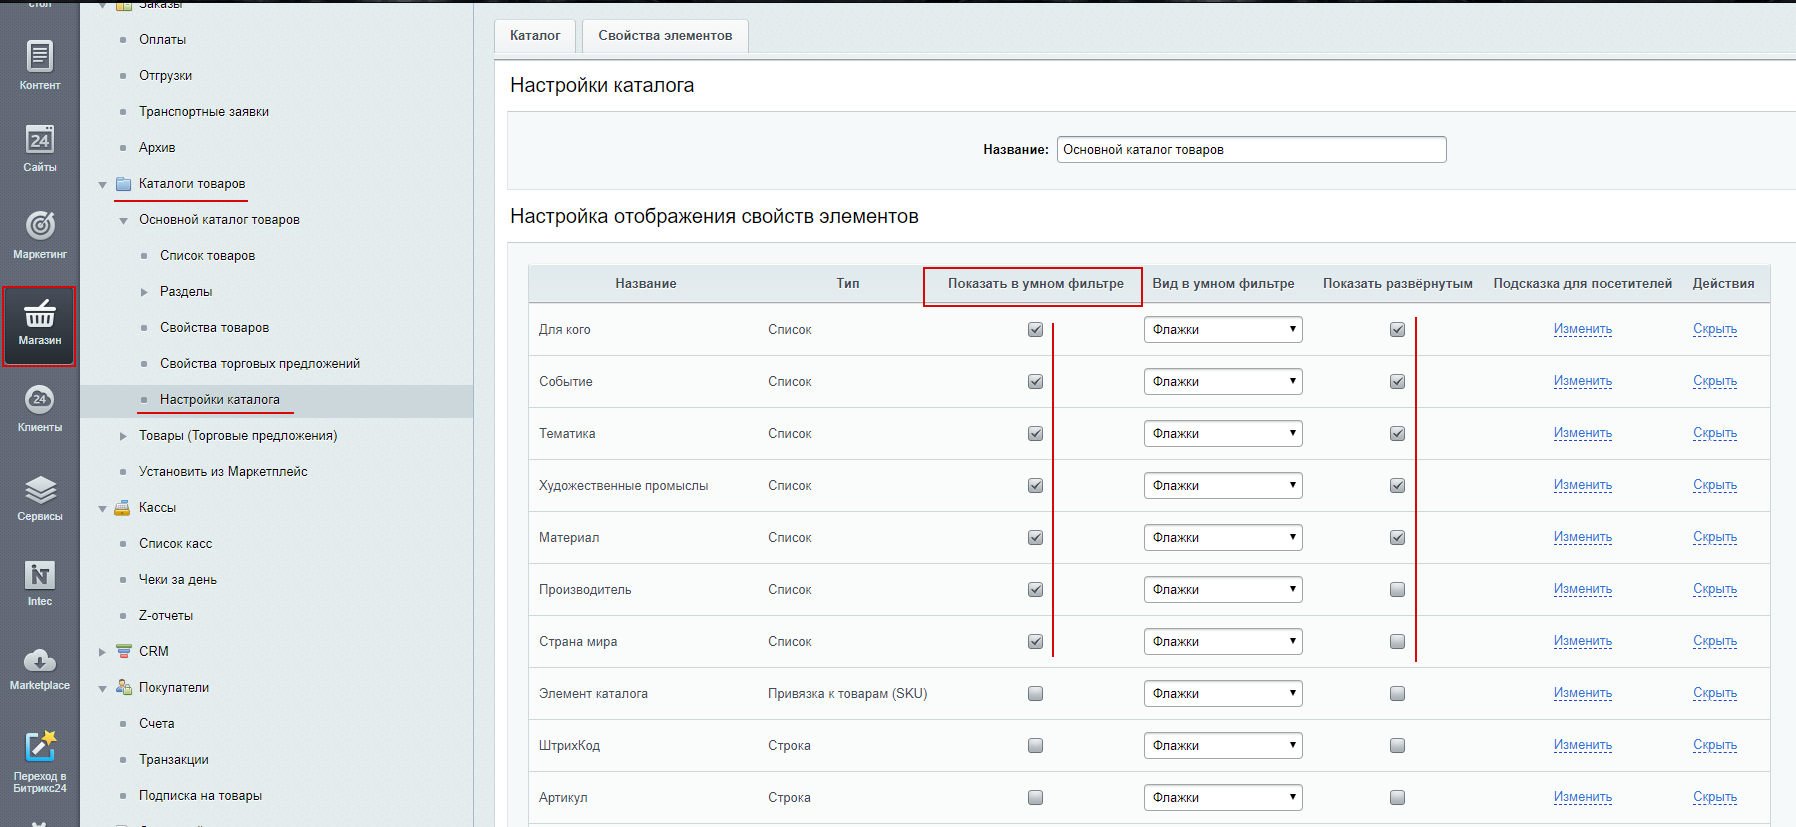 стол
Контент
Сайты
Маркетинг
Магазин
24
Клиенты
Сервисы
Intec
Marketplace
Переход в
Битрикс24
Заказы
Оплаты
Отгрузки
Транспортные заявки
Архив
Каталоги товаров
Основной каталог товаров
Список товаров
Разделы
Свойства товаров
Свойства торговых предложений
Настройки каталога
Товары (Торговые предложения)
Установить из Маркетплейс
Кассы
Список касс
Чеки за день
Z-отчеты
CRM
Покупатели
Счета
Транзакции
Подписка на товары
Каталог Свойства элементов
Настройки каталога
Название: Основной каталог товаров
Настройка отображения свойств элементов
Название Тип Показать в умном фильтре Вид в умном фильтре Показать развёрнутым Подсказка для посетителей Действия
Для кого Список Флажки Изменить Скрыть
Событие Список Флажки Изменить Скрыть
Тематика Список Флажки Изменить Скрыть
Художественные промыслы Список Флажки Изменить Скрыть
Материал Список Флажки Изменить Скрыть
Производитель Список Флажки Изменить Скрыть
Страна мира Список Флажки Изменить Скрыть
Элемент каталога Привязка к товарам (SKU) Флажки Изменить Скрыть
ШтрихКод Строка Флажки Изменить Скрыть
Артикул Строка Флажки Изменить Скрыть